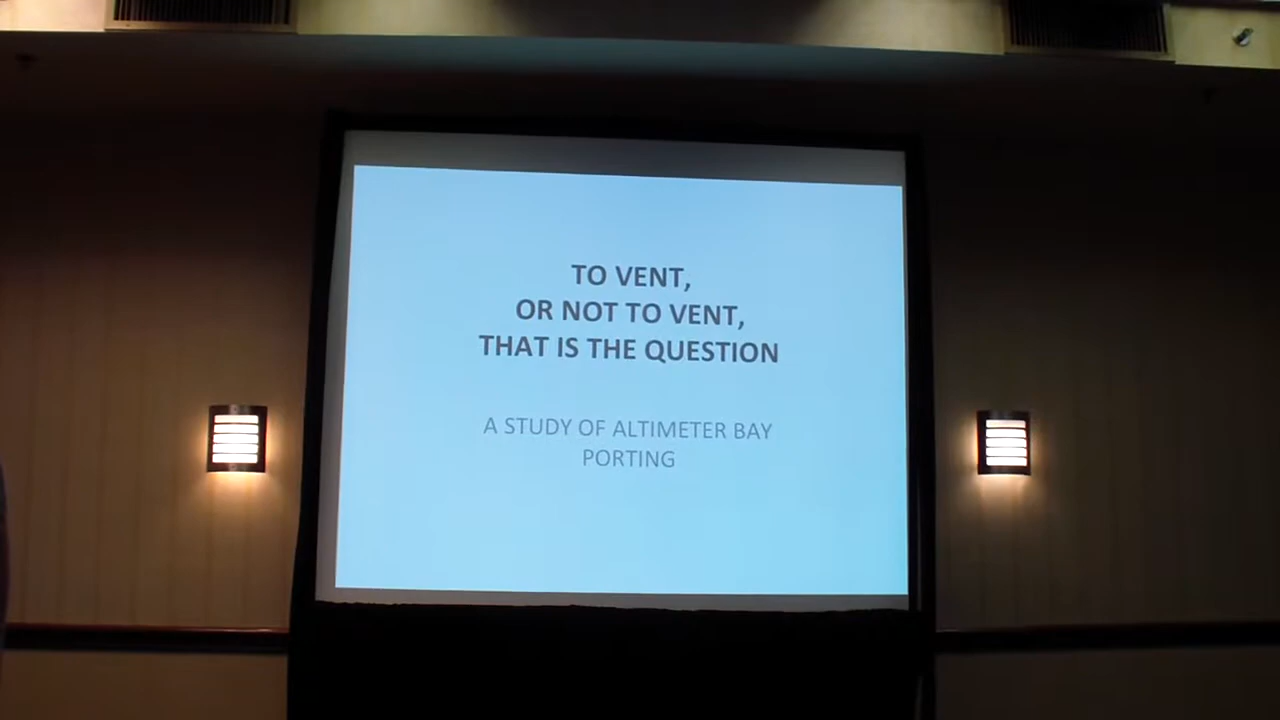 TO VENT,
OR NOT TO VENT,
THAT IS THE QUESTION
A STUDY OF ALTIMETER BAY
PORTING